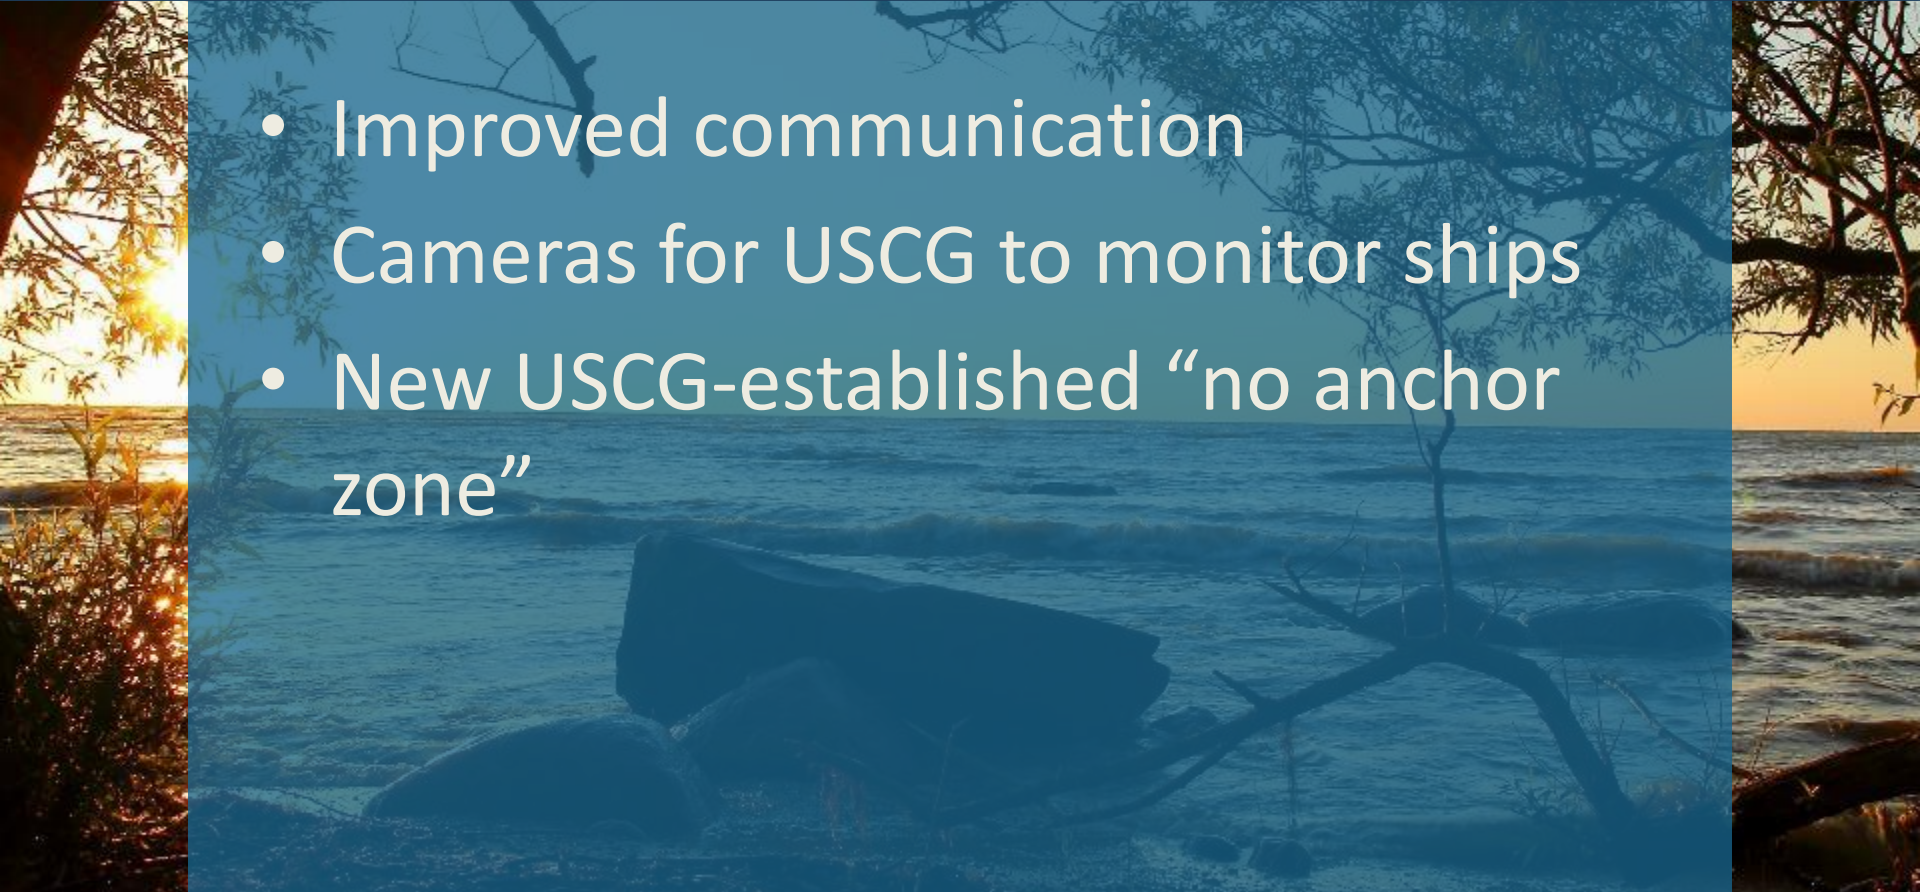 • Improved communication
• Cameras for USCG to monitor ships
• New USCG-established “no anchor
zone”